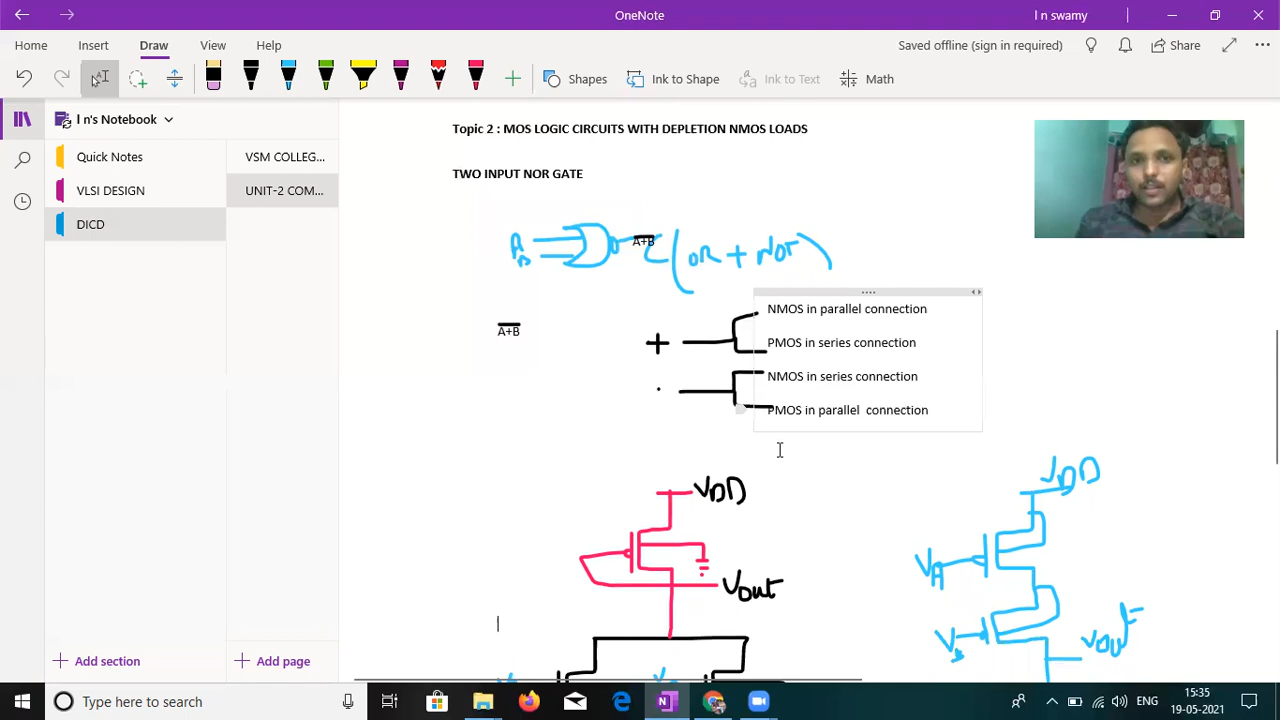 OneNote
l n swamy
Home Insert Draw View Help
Saved offline (sign in required)
Share
Shapes
Ink to Shape
Ink to Text
Math
l n's Notebook
Quick Notes
VLSI DESIGN
DICD
VSM COLLEG...
UNIT-2 COM...
Add section
Add page
Topic 2 : MOS LOGIC CIRCUITS WITH DEPLETION NMOS LOADS
TWO INPUT NOR GATE
A
B
A+B
(OR + NOT)
A+B
+
NMOS in parallel connection
PMOS in series connection
.
NMOS in series connection
PMOS in parallel connection
VDD
Vout
VDD
VA
VB
Vout
Type here to search
ENG
15:35
19-05-2021